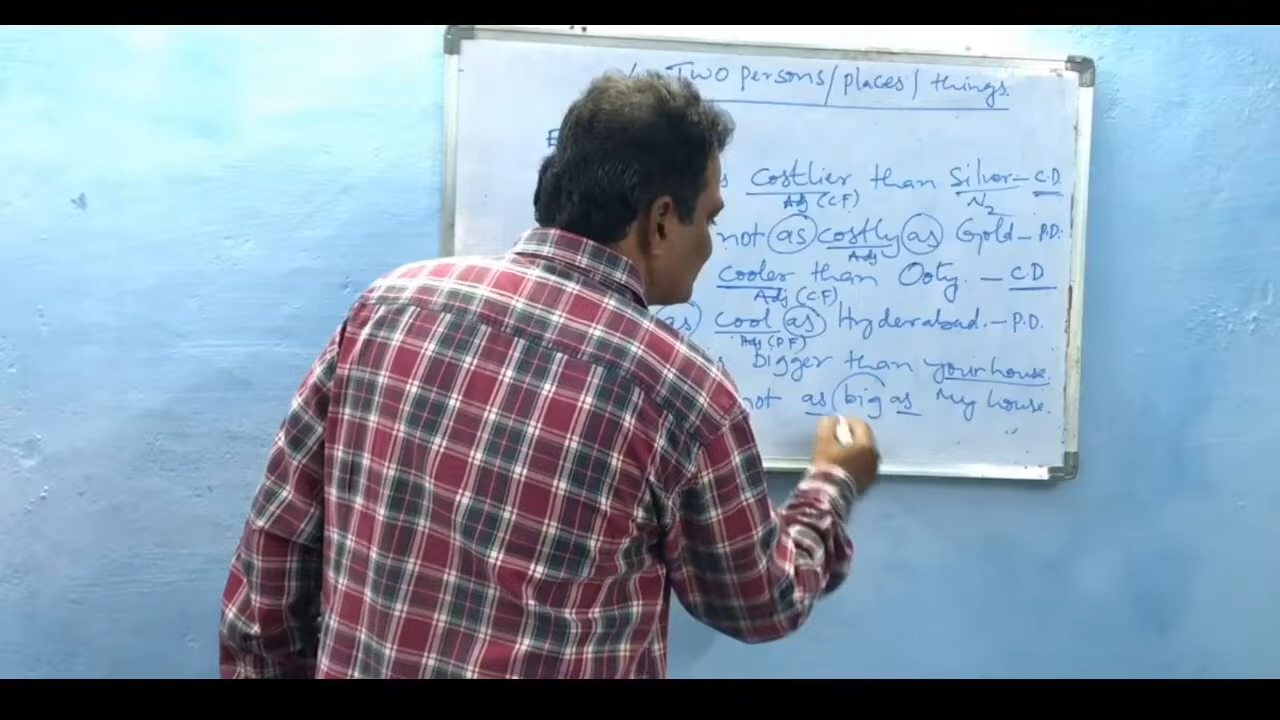 Two persons/places/things.
E
s costlier than Silver - C.D
Adj (C.F) N2
not as costly as Gold - P.D.
Adj
cooler than Ooty. - C.D
Adj (C.F)
as cool as Hyderabad. - P.D.
Adj (P.F)
s bigger than your house.
not as big as My house.